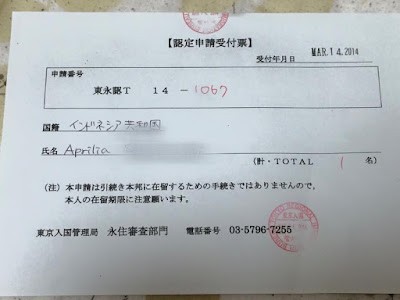 【認定申請受付票】
受付年月日 MAR. 14. 2014
申請番号
東永認T 14 - 1067
国籍 インドネシア共和国
氏名 Aprilia
(計・TOTAL 1 名)
(注) 本申請は引続き本邦に在留するための手続きではありませんので、
本人の在留期限に注意願います。
東京入国管理局 永住審査部門 電話番号 03-5796-7255